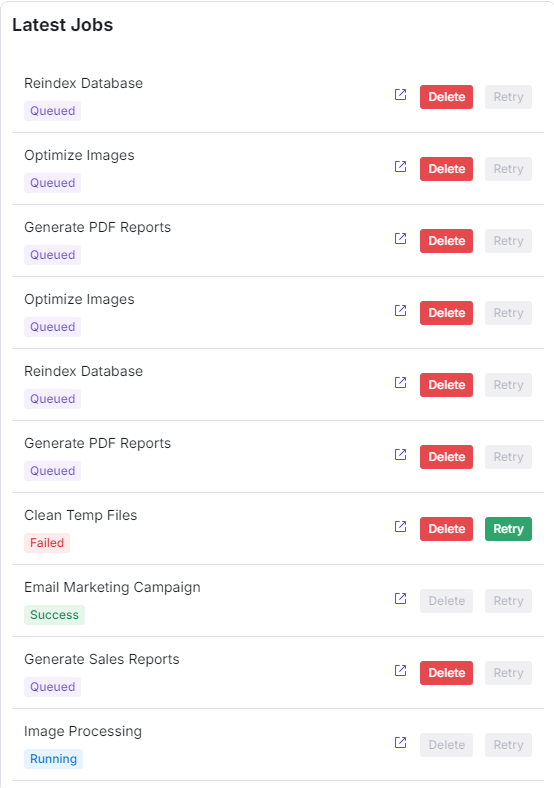 Latest Jobs
Reindex Database
Queued
Delete
Retry
Optimize Images
Queued
Delete
Retry
Generate PDF Reports
Queued
Delete
Retry
Optimize Images
Queued
Delete
Retry
Reindex Database
Queued
Delete
Retry
Generate PDF Reports
Queued
Delete
Retry
Clean Temp Files
Failed
Delete
Retry
Email Marketing Campaign
Success
Delete
Retry
Generate Sales Reports
Queued
Delete
Retry
Image Processing
Running
Delete
Retry